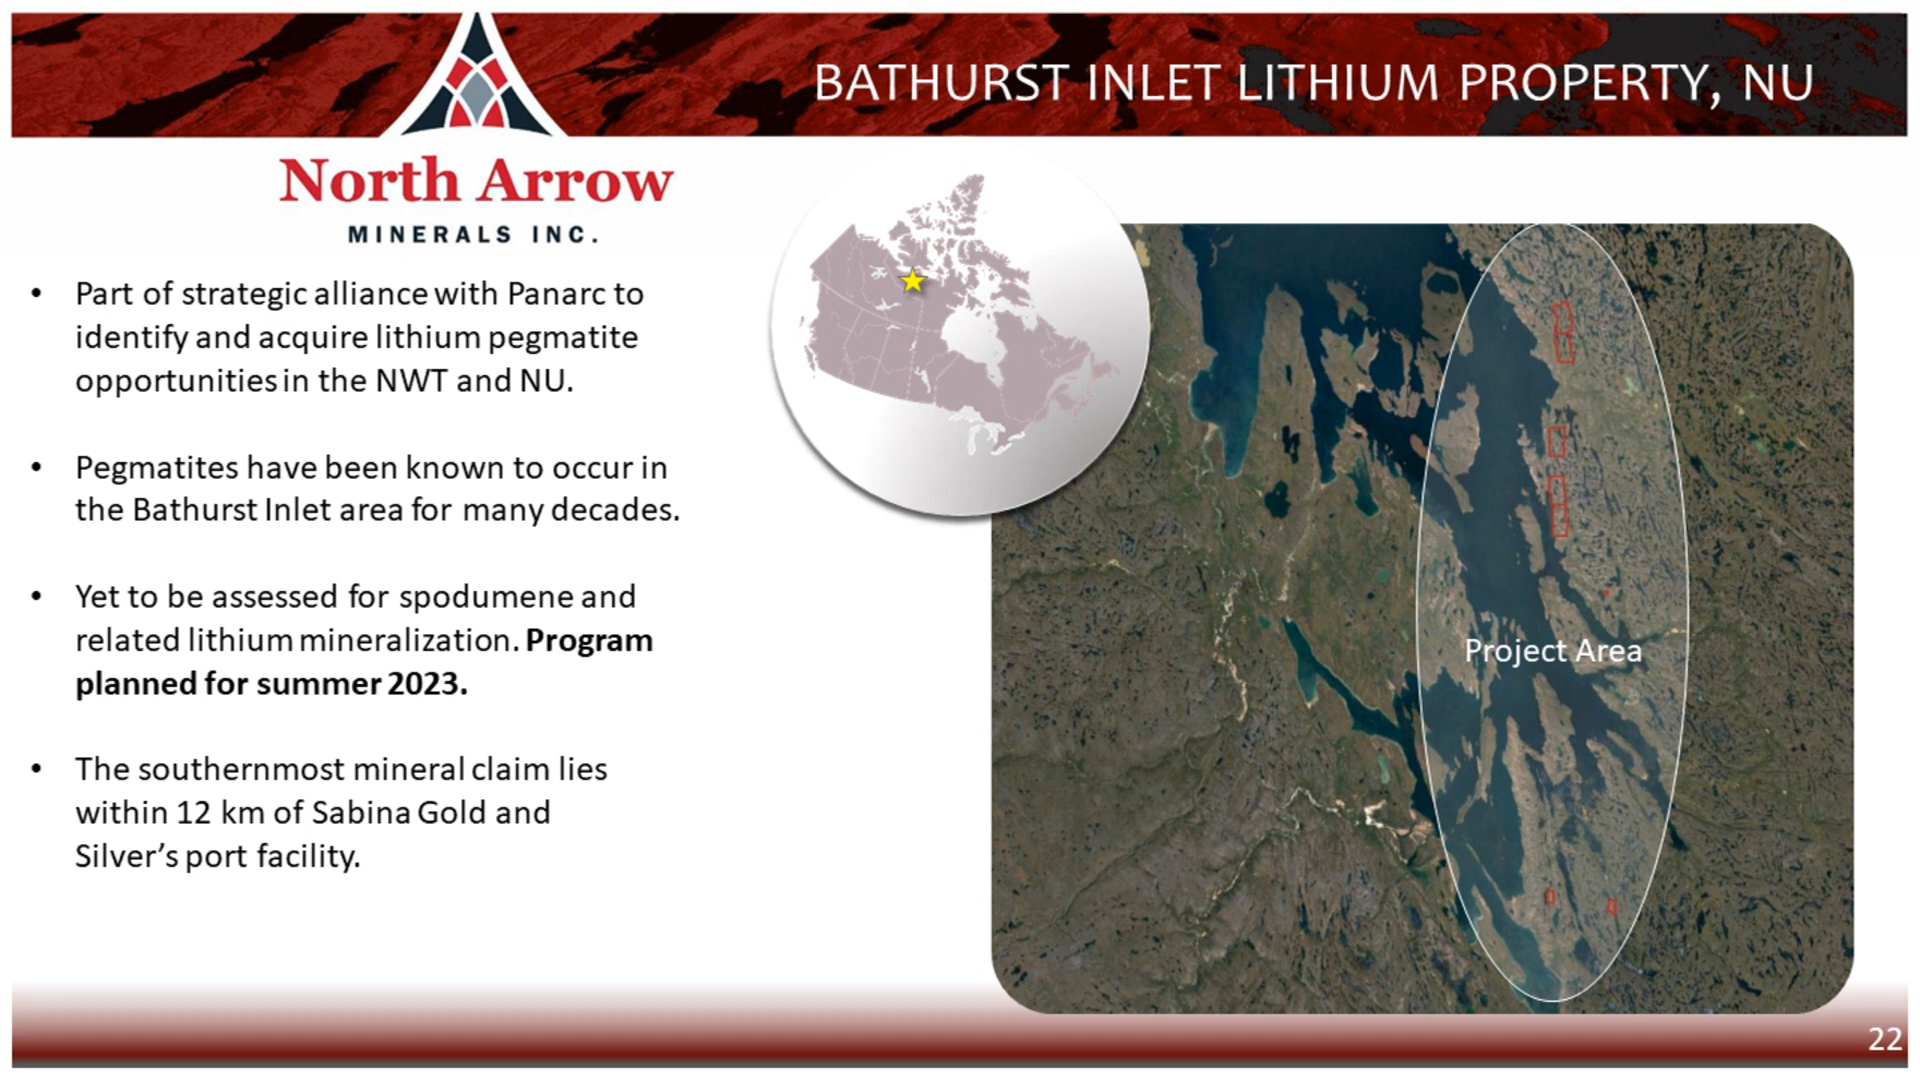 BATHURST INLET LITHIUM PROPERTY, NU
North Arrow
MINERALS INC.
• Part of strategic alliance with Panarc to
identify and acquire lithium pegmatite
opportunities in the NWT and NU.
• Pegmatites have been known to occur in
the Bathurst Inlet area for many decades.
• Yet to be assessed for spodumene and
related lithium mineralization. Program
planned for summer 2023.
• The southernmost mineral claim lies
within 12 km of Sabina Gold and
Silver’s port facility.
Project Area
22